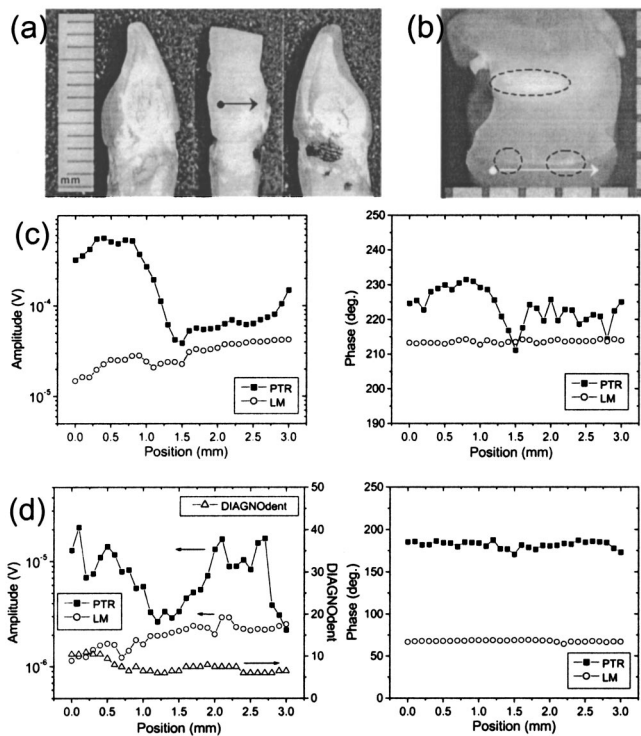 (a)
(b)
mm
(c)
Amplitude (V)
10⁻⁴
10⁻⁵
PTR
LM
0.0 0.5 1.0 1.5 2.0 2.5 3.0
Position (mm)
Phase (deg.)
250
240
230
220
210
200
190
PTR
LM
0.0 0.5 1.0 1.5 2.0 2.5 3.0
Position (mm)
(d)
Amplitude (V)
10⁻⁵
10⁻⁶
DIAGNOdent
PTR
LM
50
40
30
20
10
0
DIAGNOdent
0.0 0.5 1.0 1.5 2.0 2.5 3.0
Position (mm)
Phase (deg.)
250
200
150
100
50
0
PTR
LM
0.0 0.5 1.0 1.5 2.0 2.5 3.0
Position (mm)